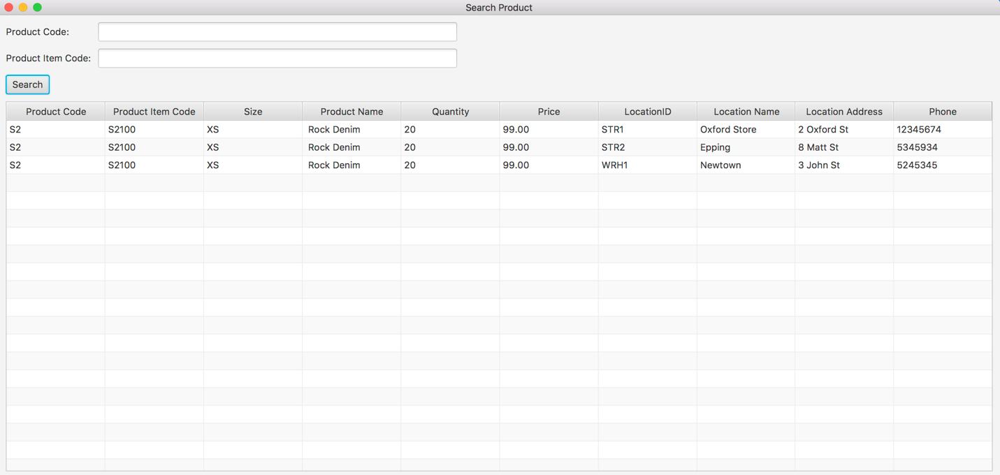 Search Product
Product Code:
Product Item Code:
Search
Product Code Product Item Code Size Product Name Quantity Price LocationID Location Name Location Address Phone
S2 S2100 XS Rock Denim 20 99.00 STR1 Oxford Store 2 Oxford St 12345674
S2 S2100 XS Rock Denim 20 99.00 STR2 Epping 8 Matt St 5345934
S2 S2100 XS Rock Denim 20 99.00 WRH1 Newtown 3 John St 5245345